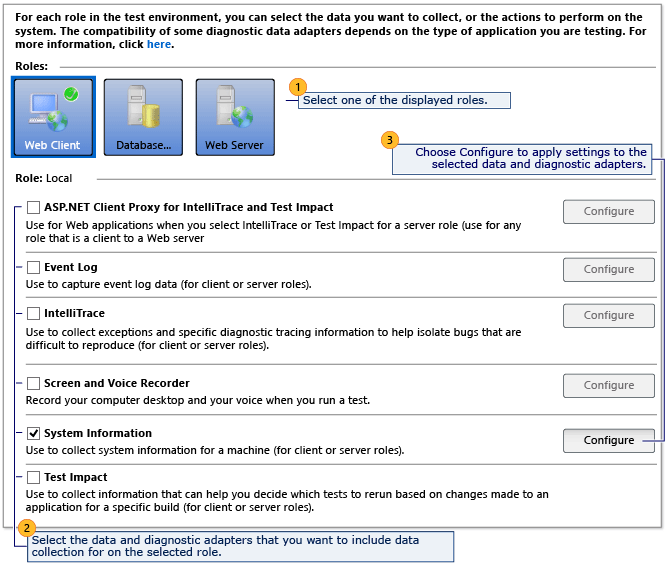 For each role in the test environment, you can select the data you want to collect, or the actions to perform on the
system. The compatibility of some diagnostic data adapters depends on the type of application you are testing. For
more information, click here.
Roles:
Web Client
Database...
Web Server
1
Select one of the displayed roles.
3
Choose Configure to apply settings to the
selected data and diagnostic adapters.
Role: Local
ASP.NET Client Proxy for IntelliTrace and Test Impact
Configure
Use for Web applications when you select IntelliTrace or Test Impact for a server role (use for any
role that is a client to a Web server
Event Log
Configure
Use to capture event log data (for client or server roles).
IntelliTrace
Configure
Use to collect exceptions and specific diagnostic tracing information to help isolate bugs that are
difficult to reproduce (for client or server roles).
Screen and Voice Recorder
Configure
Record your computer desktop and your voice when you run a test.
System Information
Configure
Use to collect system information for a machine (for client or server roles).
Test Impact
Use to collect information that can help you decide which tests to rerun based on changes made to an
application for a specific build (for client or server roles).
2
Select the data and diagnostic adapters that you want to include data
collection for on the selected role.